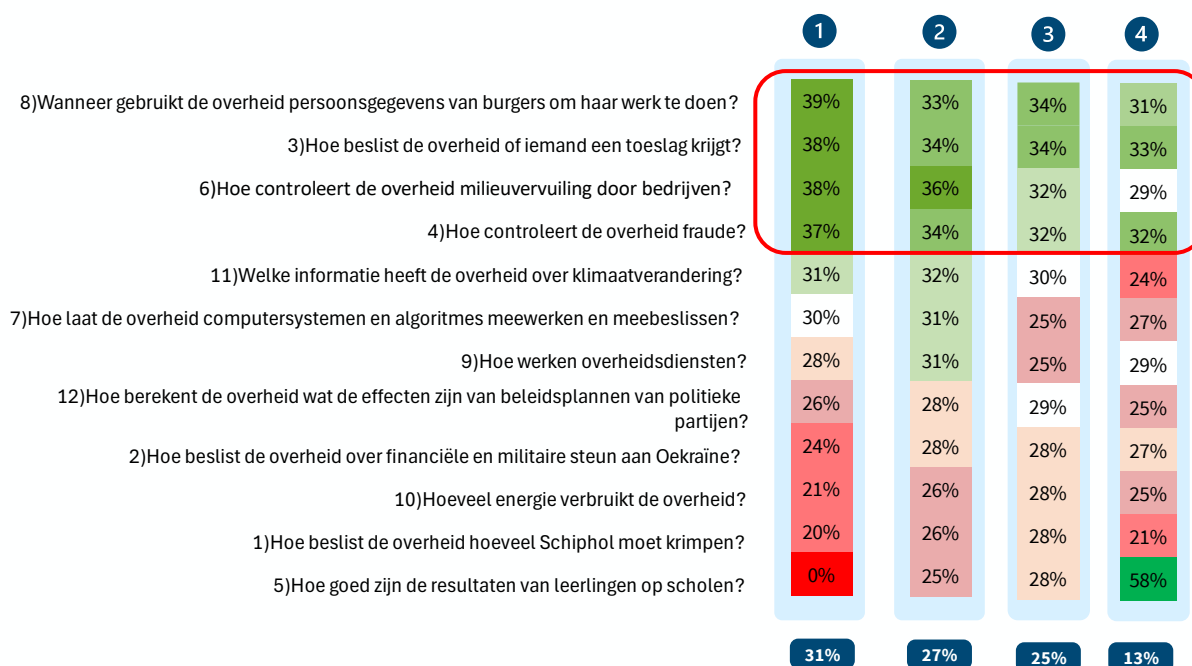 1 2 3 4
8)Wanneer gebruikt de overheid persoonsgegevens van burgers om haar werk te doen? 39% 33% 34% 31%
3)Hoe beslist de overheid of iemand een toeslag krijgt? 38% 34% 34% 33%
6)Hoe controleert de overheid milieuvervuiling door bedrijven? 38% 36% 32% 29%
4)Hoe controleert de overheid fraude? 37% 34% 32% 32%
11)Welke informatie heeft de overheid over klimaatverandering? 31% 32% 30% 24%
7)Hoe laat de overheid computersystemen en algoritmes meewerken en meebeslissen? 30% 31% 25% 27%
9)Hoe werken overheidsdiensten? 28% 31% 25% 29%
12)Hoe berekent de overheid wat de effecten zijn van beleidsplannen van politieke
partijen? 26% 28% 29% 25%
2)Hoe beslist de overheid over financiële en militaire steun aan Oekraïne? 24% 28% 28% 27%
10)Hoeveel energie verbruikt de overheid? 21% 26% 28% 25%
1)Hoe beslist de overheid hoeveel Schiphol moet krimpen? 20% 26% 28% 21%
5)Hoe goed zijn de resultaten van leerlingen op scholen? 0% 25% 28% 58%
31% 27% 25% 13%